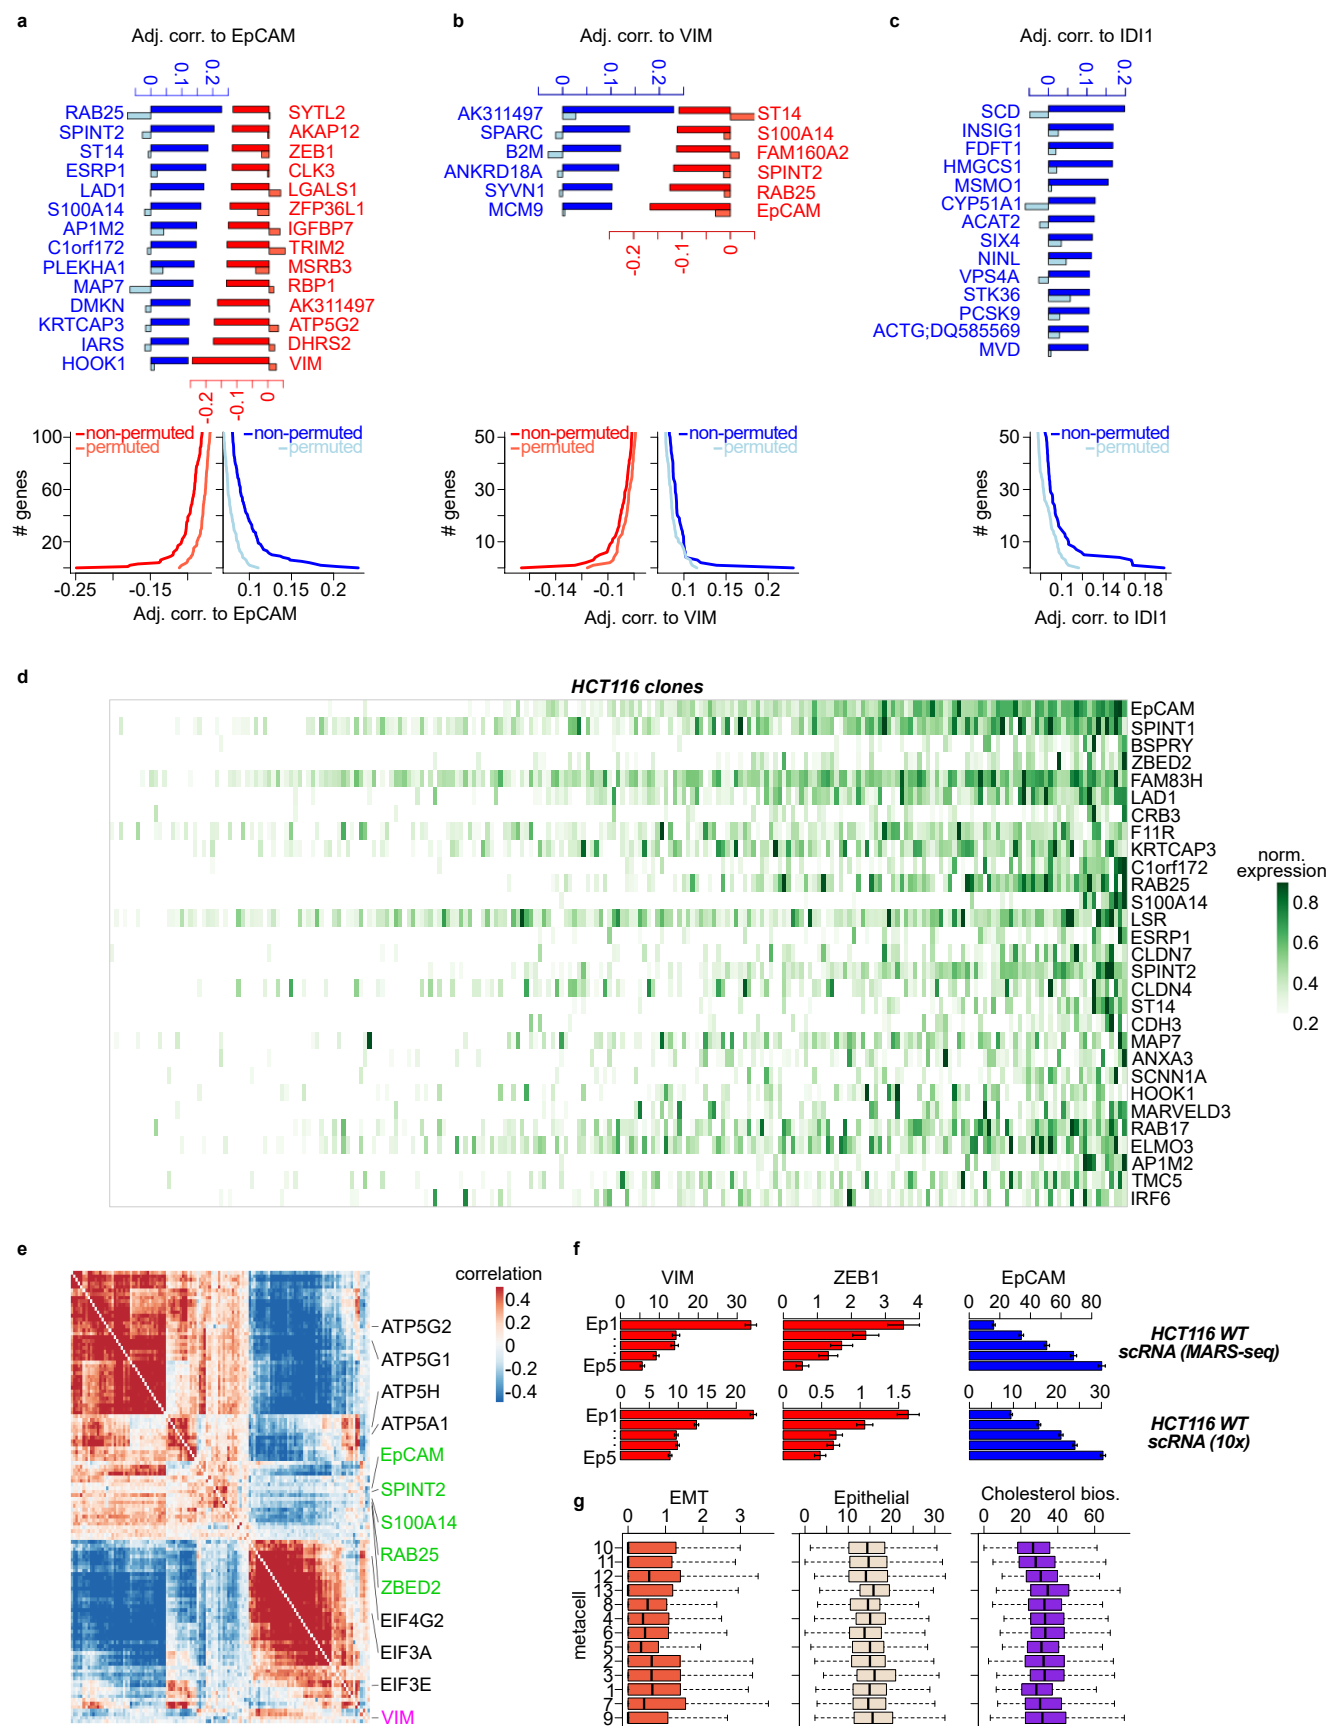 a
Adj. corr. to EpCAM
0 0.1 0.2
RAB25 SYTL2
SPINT2 AKAP12
ST14 ZEB1
ESRP1 CLK3
LAD1 LGALS1
S100A14 ZFP36L1
AP1M2 IGFBP7
C1orf172 TRIM2
PLEKHA1 MSRB3
MAP7 RBP1
DMKN AK311497
KRTCAP3 ATP5G2
IARS DHRS2
HOOK1 VIM
-0.2 -0.1 0
non-permuted
permuted
non-permuted
permuted
# genes
100
60
20
-0.25 -0.15 0.1 0.15 0.2
Adj. corr. to EpCAM
b
Adj. corr. to VIM
0 0.1 0.2
AK311497 ST14
SPARC S100A14
B2M FAM160A2
ANKRD18A SPINT2
SYVN1 RAB25
MCM9 EpCAM
-0.2 -0.1 0
non-permuted
permuted
non-permuted
permuted
# genes
50
30
10
-0.14 -0.1 0.1 0.15 0.2
Adj. corr. to VIM
c
Adj. corr. to IDI1
0 0.1 0.2
SCD
INSIG1
FDFT1
HMGCS1
MSMO1
CYP51A1
ACAT2
SIX4
NINL
VPS4A
STK36
PCSK9
ACTG;DQ585569
MVD
non-permuted
permuted
# genes
50
30
10
0.1 0.14 0.18
Adj. corr. to IDI1
d
HCT116 clones
EpCAM
SPINT1
BSPRY
ZBED2
FAM83H
LAD1
CRB3
F11R
KRTCAP3
C1orf172
RAB25
S100A14
LSR
ESRP1
CLDN7
SPINT2
CLDN4
ST14
CDH3
MAP7
ANXA3
SCNN1A
HOOK1
MARVELD3
RAB17
ELMO3
AP1M2
TMC5
IRF6
norm.
expression
0.8
0.6
0.4
0.2
e
correlation
0.4
0.2
0
-0.2
-0.4
ATP5G2
ATP5G1
ATP5H
ATP5A1
EpCAM
SPINT2
S100A14
RAB25
ZBED2
EIF4G2
EIF3A
EIF3E
VIM
f
VIM ZEB1 EpCAM
0 10 20 30 0 1 2 3 4 0 20 40 60 80
Ep1
:
Ep5
HCT116 WT
scRNA (MARS-seq)
0 5 10 15 20 0 0.5 1 1.5 0 10 20 30
Ep1
:
Ep5
HCT116 WT
scRNA (10x)
g
EMT Epithelial Cholesterol bios.
0 1 2 3 0 10 20 30 0 20 40 60
metacell
10
11
12
13
8
4
6
5
2
3
1
7
9